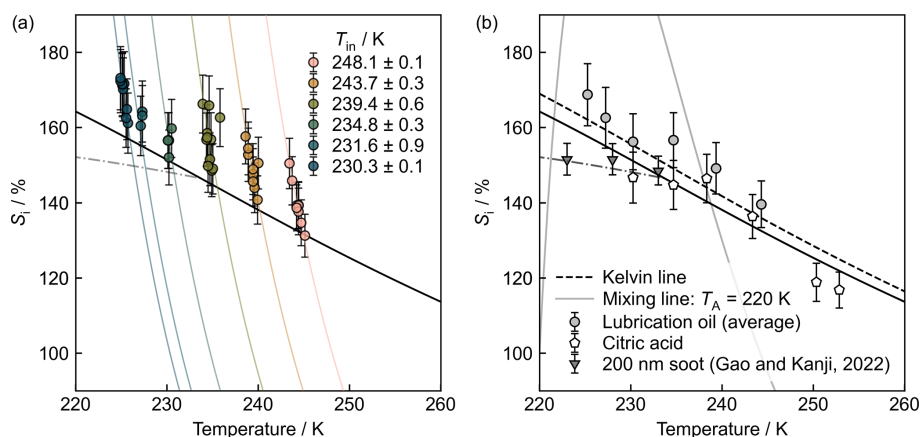 (a)
T_in / K
248.1 ± 0.1
243.7 ± 0.3
239.4 ± 0.6
234.8 ± 0.3
231.6 ± 0.9
230.3 ± 0.1
S_i / %
180
160
140
120
100
220 230 240 250 260
Temperature / K
(b)
S_i / %
180
160
140
120
100
Kelvin line
Mixing line: T_A = 220 K
Lubrication oil (average)
Citric acid
200 nm soot (Gao and Kanji, 2022)
220 230 240 250 260
Temperature / K